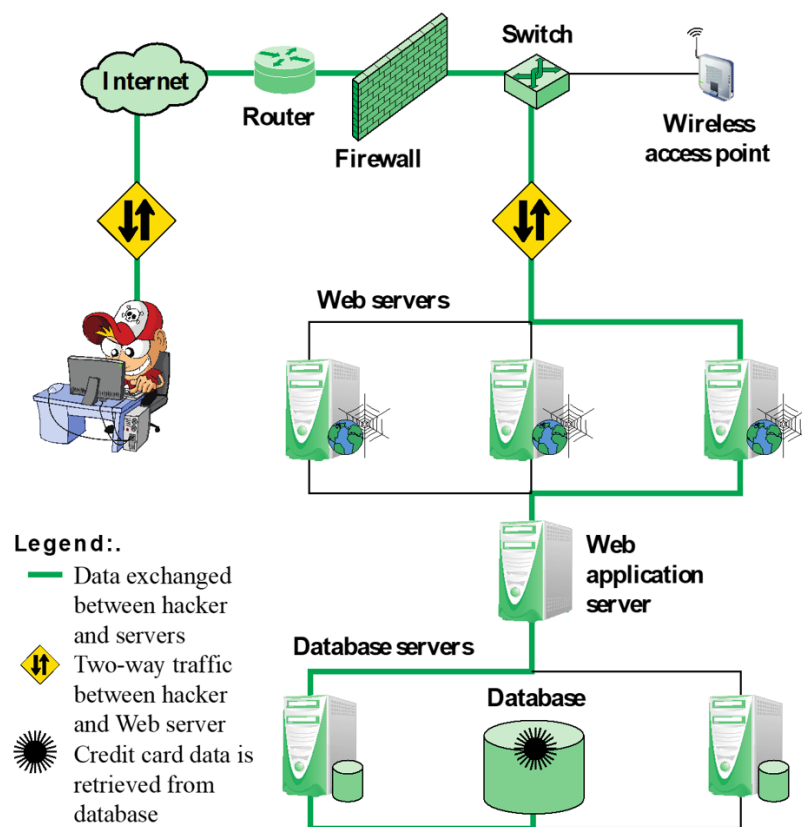 Internet
Router
Firewall
Switch
Wireless
access point
Web servers
Web
application
server
Database servers
Database
Legend:.
Data exchanged
between hacker
and servers
Two-way traffic
between hacker
and Web server
Credit card data is
retrieved from
database